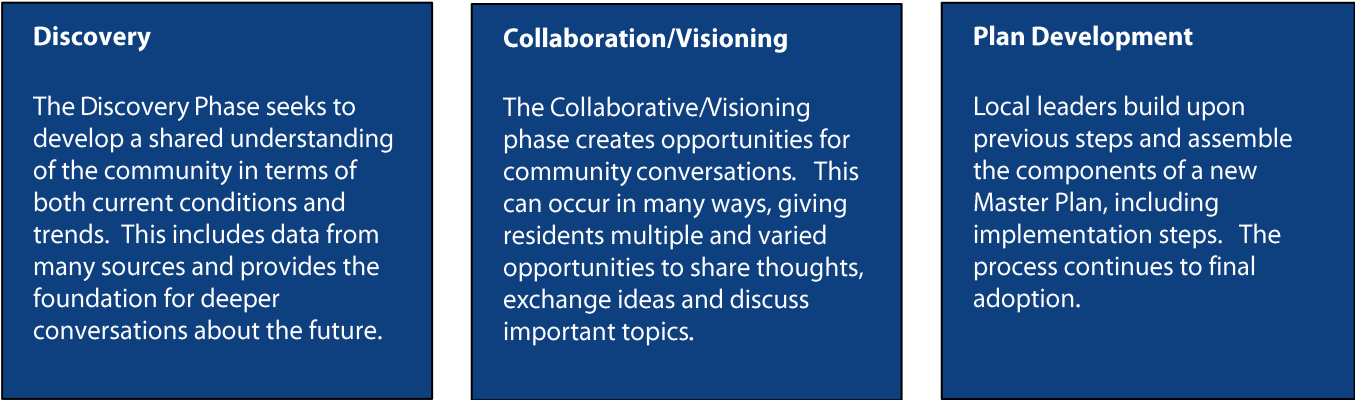 Discovery
The Discovery Phase seeks to
develop a shared understanding
of the community in terms of
both current conditions and
trends.  This includes data from
many sources and provides the
foundation for deeper
conversations about the future.
Collaboration/Visioning
The Collaborative/Visioning
phase creates opportunities for
community conversations.   This
can occur in many ways, giving
residents multiple and varied
opportunities to share thoughts,
exchange ideas and discuss
important topics.
Plan Development
Local leaders build upon
previous steps and assemble
the components of a new
Master Plan, including
implementation steps.   The
process continues to final
adoption.